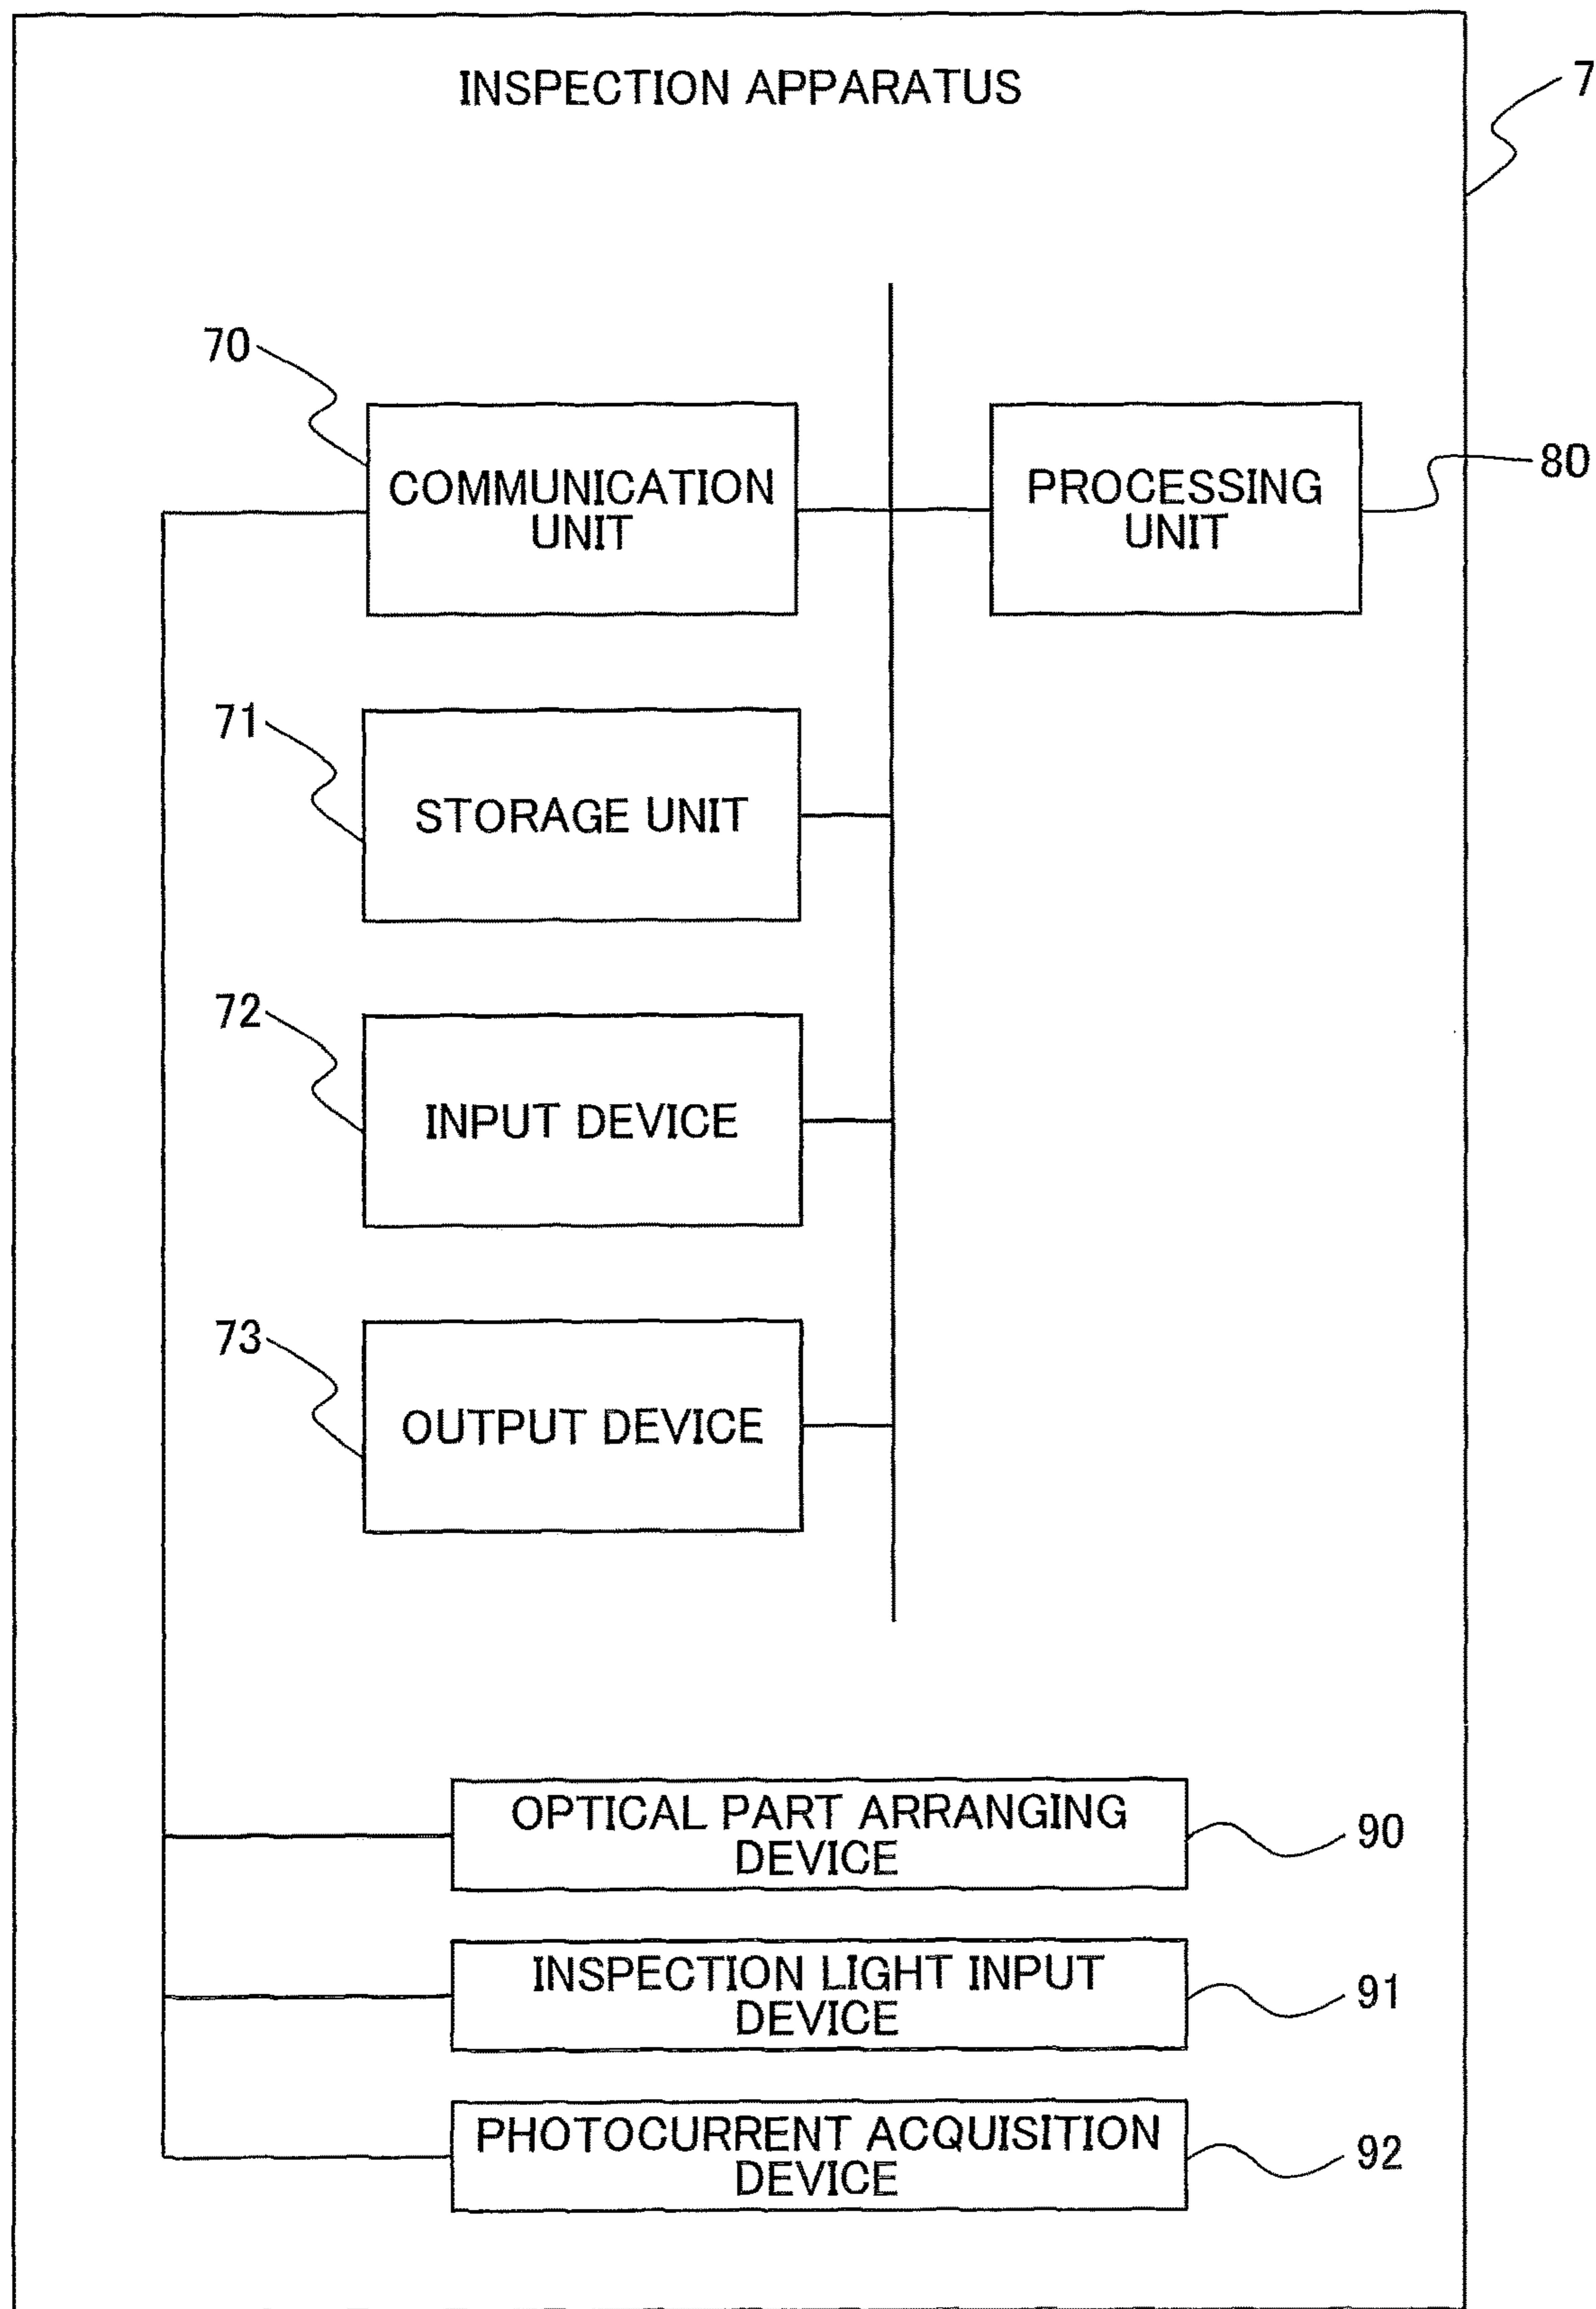 INSPECTION APPARATUS
7
70
COMMUNICATION
UNIT
PROCESSING
UNIT
80
71
STORAGE UNIT
72
INPUT DEVICE
73
OUTPUT DEVICE
OPTICAL PART ARRANGING
DEVICE
90
INSPECTION LIGHT INPUT
DEVICE
91
PHOTOCURRENT ACQUISITION
DEVICE
92